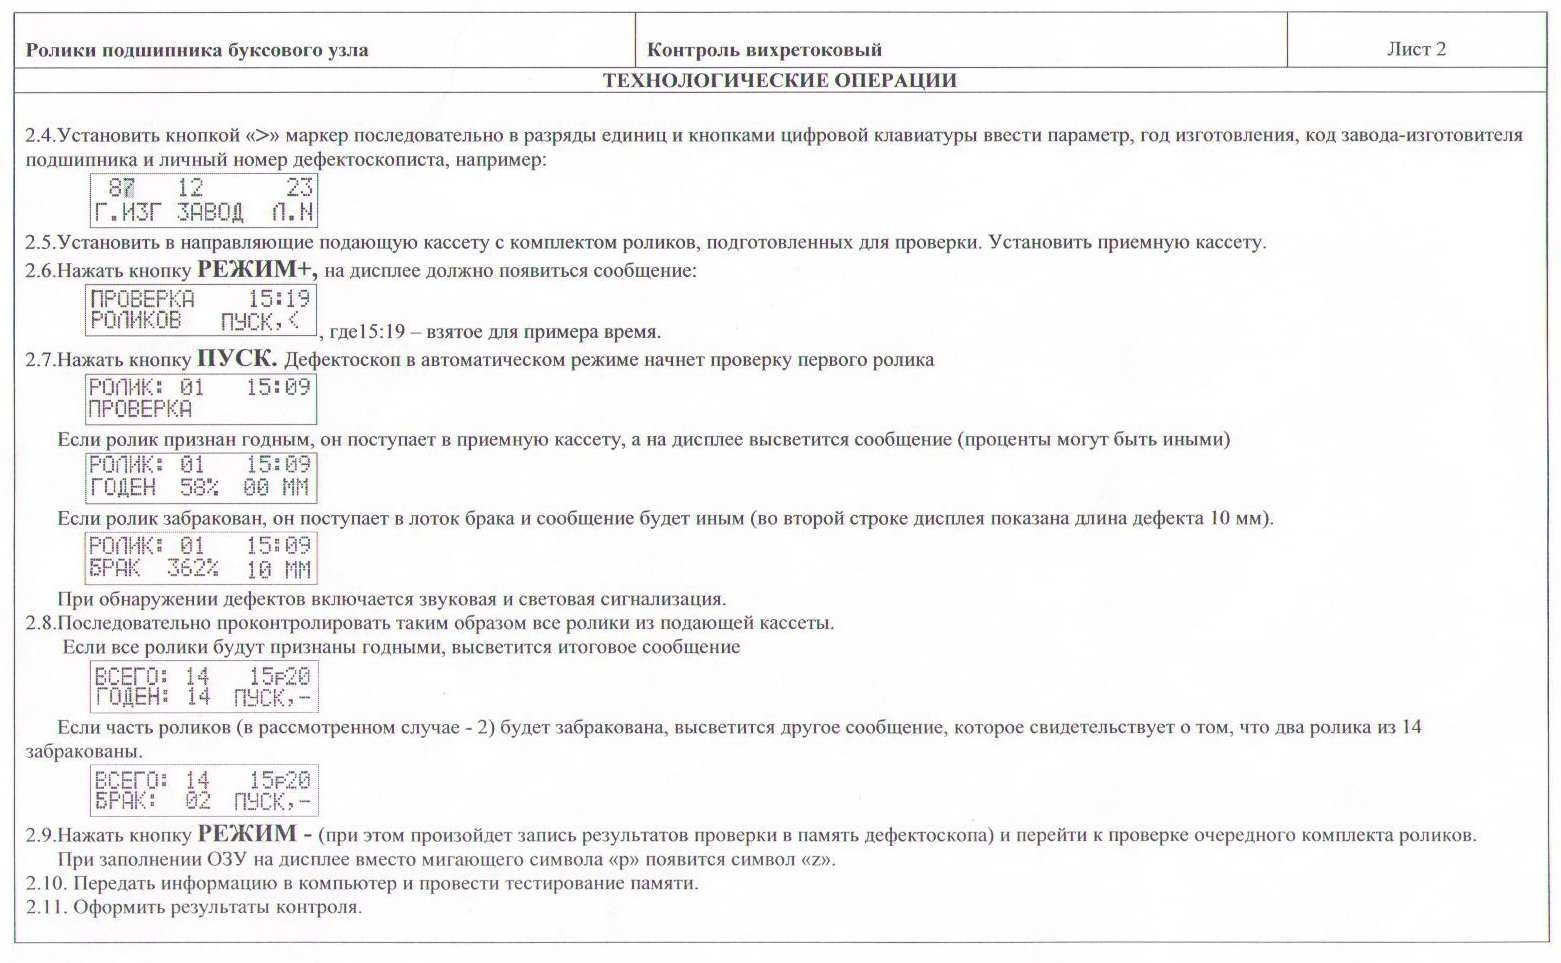 Ролики подшипника буксового узла
Контроль вихретоковый
Лист 2
ТЕХНОЛОГИЧЕСКИЕ ОПЕРАЦИИ
2.4.Установить кнопкой «>» маркер последовательно в разряды единиц и кнопками цифровой клавиатуры ввести параметр, год изготовления, код завода-изготовителя
подшипника и личный номер дефектоскописта, например:
87 12 23
Г.ИЗГ ЗАВОД Л.N
2.5.Установить в направляющие подающую кассету с комплектом роликов, подготовленных для проверки. Установить приемную кассету.
2.6.Нажать кнопку РЕЖИМ+, на дисплее должно появиться сообщение:
ПРОВЕРКА 15:19
РОЛИКОВ ПУСК,<
, где15:19 – взятое для примера время.
2.7.Нажать кнопку ПУСК. Дефектоскоп в автоматическом режиме начнет проверку первого ролика
РОЛИК: 01 15:09
ПРОВЕРКА
Если ролик признан годным, он поступает в приемную кассету, а на дисплее высветится сообщение (проценты могут быть иными)
РОЛИК: 01 15:09
ГОДЕН 58% 00 ММ
Если ролик забракован, он поступает в лоток брака и сообщение будет иным (во второй строке дисплея показана длина дефекта 10 мм).
РОЛИК: 01 15:09
БРАК 362% 10 ММ
При обнаружении дефектов включается звуковая и световая сигнализация.
2.8.Последовательно проконтролировать таким образом все ролики из подающей кассеты.
Если все ролики будут признаны годными, высветится итоговое сообщение
ВСЕГО: 14 15р20
ГОДЕН: 14 ПУСК,-
Если часть роликов (в рассмотренном случае - 2) будет забракована, высветится другое сообщение, которое свидетельствует о том, что два ролика из 14
забракованы.
ВСЕГО: 14 15р20
БРАК: 02 ПУСК,-
2.9.Нажать кнопку РЕЖИМ - (при этом произойдет запись результатов проверки в память дефектоскопа) и перейти к проверке очередного комплекта роликов.
При заполнении ОЗУ на дисплее вместо мигающего символа «р» появится символ «z».
2.10. Передать информацию в компьютер и провести тестирование памяти.
2.11. Оформить результаты контроля.